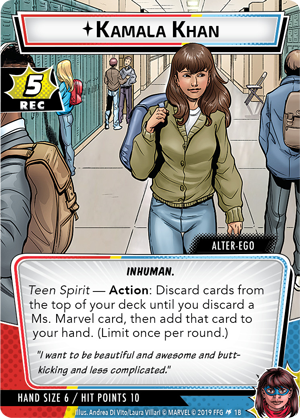 KAMALA KHAN
5
REC
ALTER-EGO
INHUMAN.
Teen Spirit — Action: Discard cards from
the top of your deck until you discard a
Ms. Marvel card, then add that card to
your hand. (Limit once per round.)
"I want to be beautiful and awesome and butt-
kicking and less complicated."
HAND SIZE 6 / HIT POINTS 10
Illus. Andrea Di Vito/Laura Villari © MARVEL © 2019 FFG 18